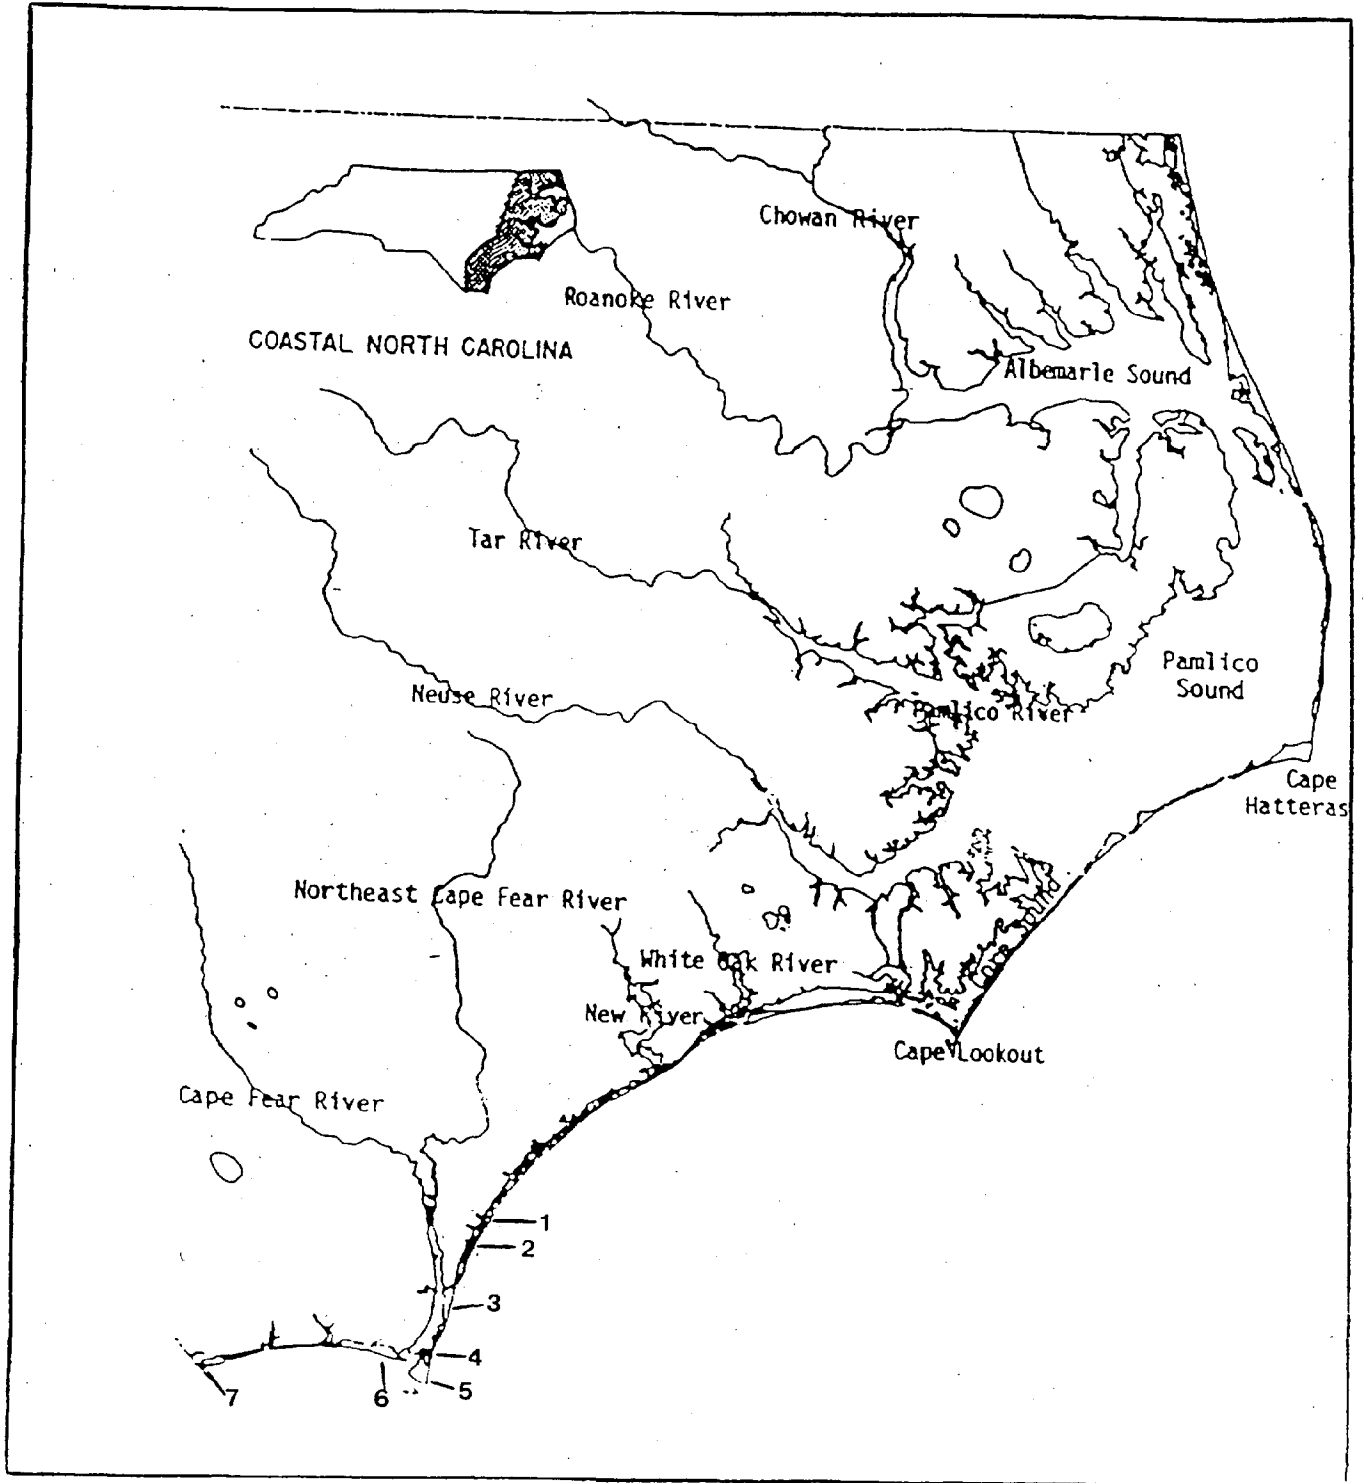 Chowan River
Roanoke River
COASTAL NORTH CAROLINA
Albemarle Sound
Tar River
Pamlico
Sound
Neuse River
Pamlico River
Cape
Hatteras
Northeast Cape Fear River
Core Sound
White Oak River
New River
Cape Lookout
Cape Fear River
1
2
3
4
5
6
7